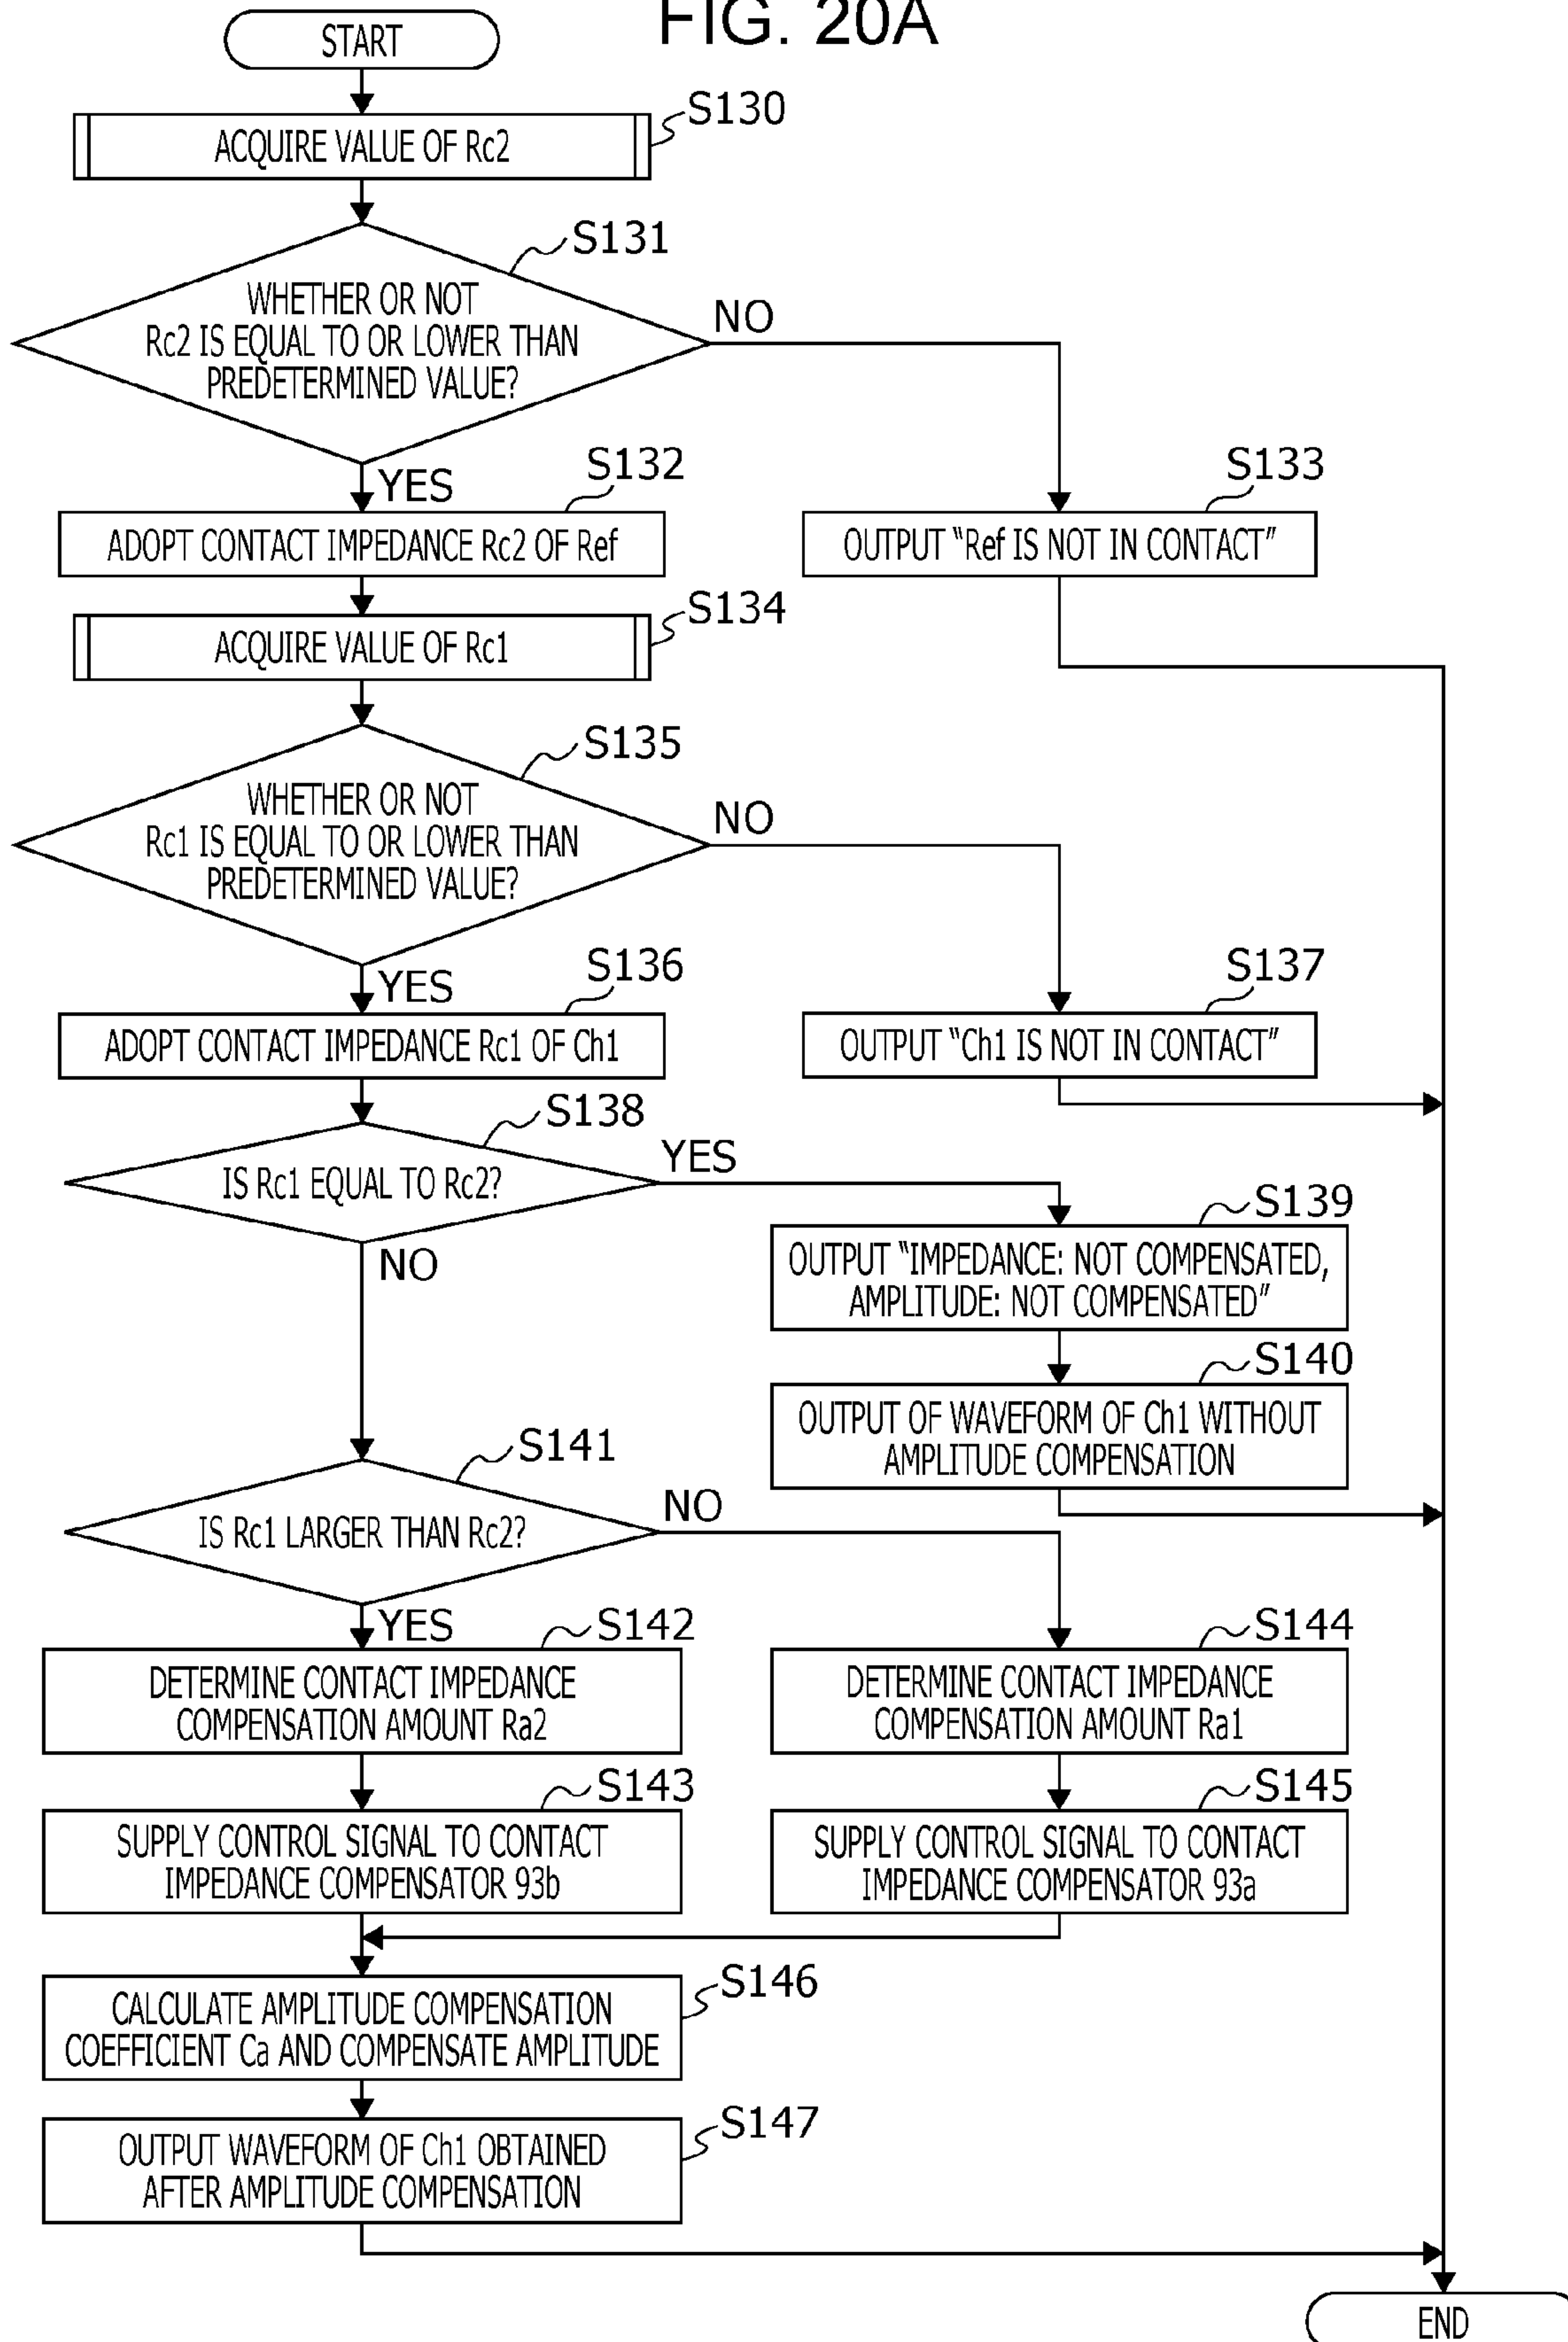 FIG. 20A
START
S130
ACQUIRE VALUE OF Rc2
S131
WHETHER OR NOT
Rc2 IS EQUAL TO OR LOWER THAN
PREDETERMINED VALUE?
NO
YES
S132
ADOPT CONTACT IMPEDANCE Rc2 OF Ref
S133
OUTPUT “Ref IS NOT IN CONTACT”
S134
ACQUIRE VALUE OF Rc1
S135
WHETHER OR NOT
Rc1 IS EQUAL TO OR LOWER THAN
PREDETERMINED VALUE?
NO
YES
S136
ADOPT CONTACT IMPEDANCE Rc1 OF Ch1
S137
OUTPUT “Ch1 IS NOT IN CONTACT”
S138
IS Rc1 EQUAL TO Rc2?
YES
NO
S139
OUTPUT “IMPEDANCE: NOT COMPENSATED,
AMPLITUDE: NOT COMPENSATED”
S140
OUTPUT OF WAVEFORM OF Ch1 WITHOUT
AMPLITUDE COMPENSATION
S141
IS Rc1 LARGER THAN Rc2?
NO
YES
S142
DETERMINE CONTACT IMPEDANCE
COMPENSATION AMOUNT Ra2
S144
DETERMINE CONTACT IMPEDANCE
COMPENSATION AMOUNT Ra1
S143
SUPPLY CONTROL SIGNAL TO CONTACT
IMPEDANCE COMPENSATOR 93b
S145
SUPPLY CONTROL SIGNAL TO CONTACT
IMPEDANCE COMPENSATOR 93a
S146
CALCULATE AMPLITUDE COMPENSATION
COEFFICIENT Ca AND COMPENSATE AMPLITUDE
S147
OUTPUT WAVEFORM OF Ch1 OBTAINED
AFTER AMPLITUDE COMPENSATION
END